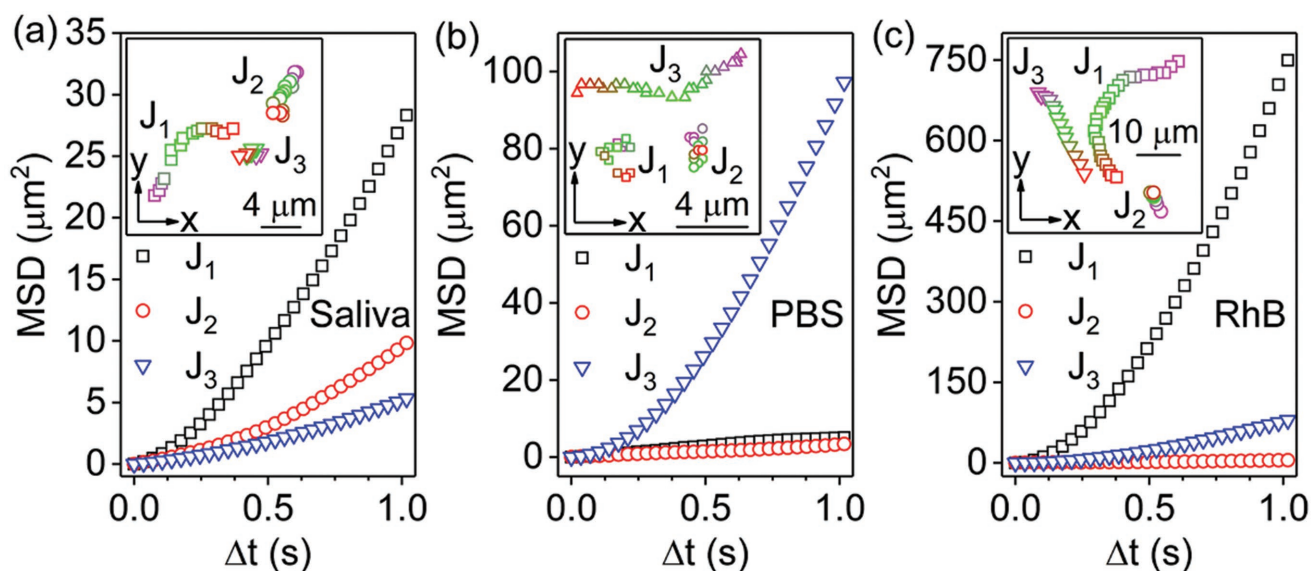 (a)
35
30
25
20
15
10
5
0
MSD (μm²)
J₁
J₂
J₃
y
x
4 μm
J₁
J₂
J₃
Saliva
0.0
0.5
1.0
Δt (s)
(b)
100
80
60
40
20
0
MSD (μm²)
J₃
J₁
J₂
y
x
4 μm
J₁
J₂
J₃
PBS
0.0
0.5
1.0
Δt (s)
(c)
750
600
450
300
150
0
MSD (μm²)
J₃
J₁
10 μm
y
x
J₂
J₁
J₂
J₃
RhB
0.0
0.5
1.0
Δt (s)